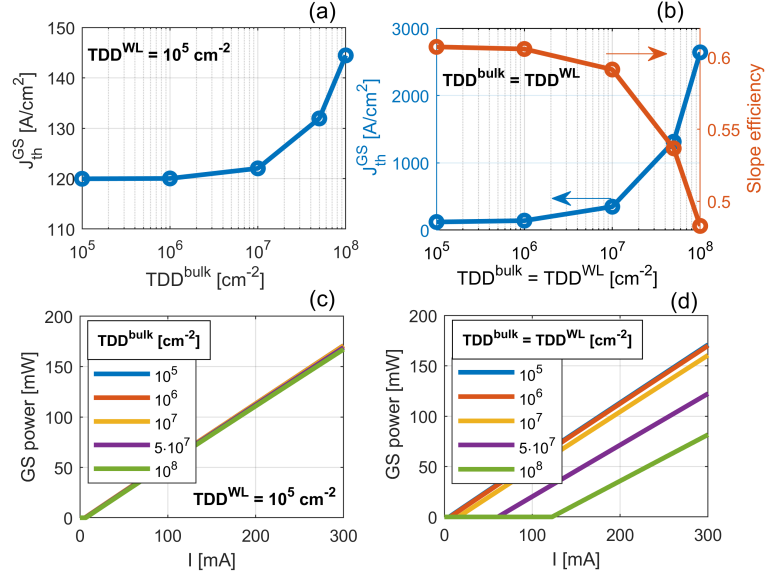 (a)
TDD^WL = 10^5 cm^-2
150
140
130
120
110
J_th^GS [A/cm^2]
10^5 10^6 10^7 10^8
TDD^bulk [cm^-2]
(b)
TDD^bulk = TDD^WL
3000
2000
1000
0
J_th^GS [A/cm^2]
0.6
0.55
0.5
Slope efficiency
10^5 10^6 10^7 10^8
TDD^bulk = TDD^WL [cm^-2]
(c)
TDD^bulk [cm^-2]
10^5
10^6
10^7
5·10^7
10^8
TDD^WL = 10^5 cm^-2
200
150
100
50
0
GS power [mW]
0 100 200 300
I [mA]
(d)
TDD^bulk = TDD^WL [cm^-2]
10^5
10^6
10^7
5·10^7
10^8
200
150
100
50
0
GS power [mW]
0 100 200 300
I [mA]